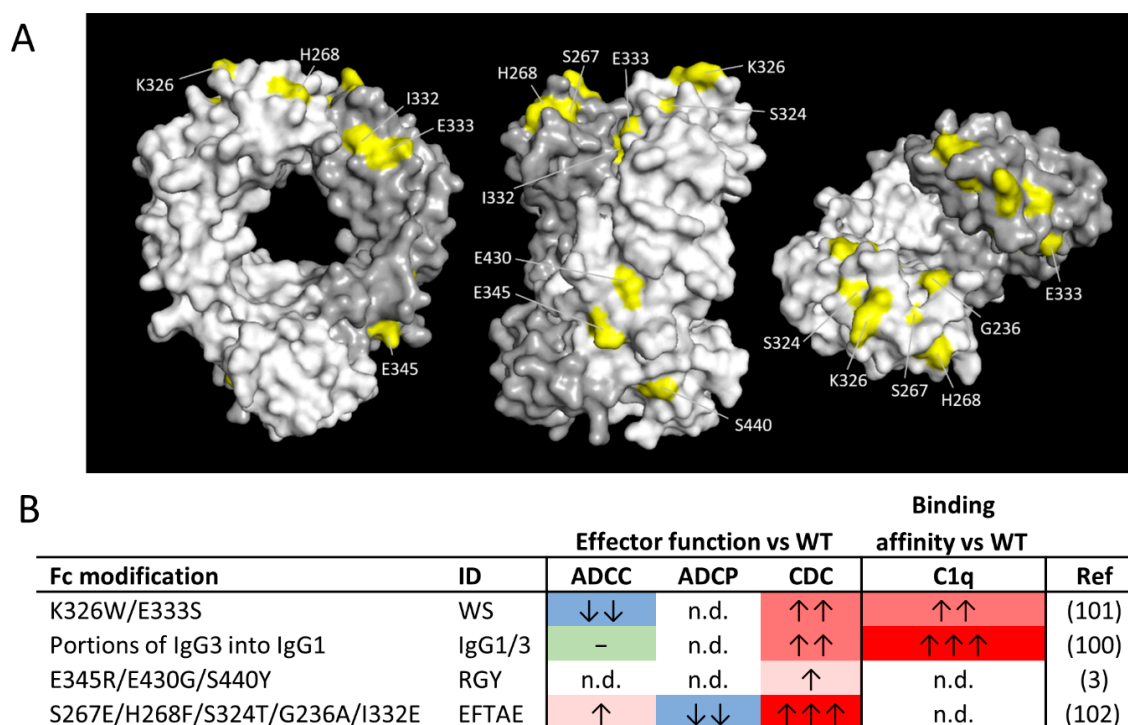 A
K326
H268
I332
E333
E345
H268
S267
E333
K326
S324
I332
E430
E345
S440
E333
G236
S324
K326
S267
H268
B
Binding
Effector function vs WT affinity vs WT
Fc modification ID ADCC ADCP CDC C1q Ref
K326W/E333S WS ↓↓ n.d. ↑↑ ↑↑ (101)
Portions of IgG3 into IgG1 IgG1/3 – n.d. ↑↑ ↑↑↑ (100)
E345R/E430G/S440Y RGY n.d. n.d. ↑ n.d. (3)
S267E/H268F/S324T/G236A/I332E EFTAE ↑ ↓↓ ↑↑↑ n.d. (102)